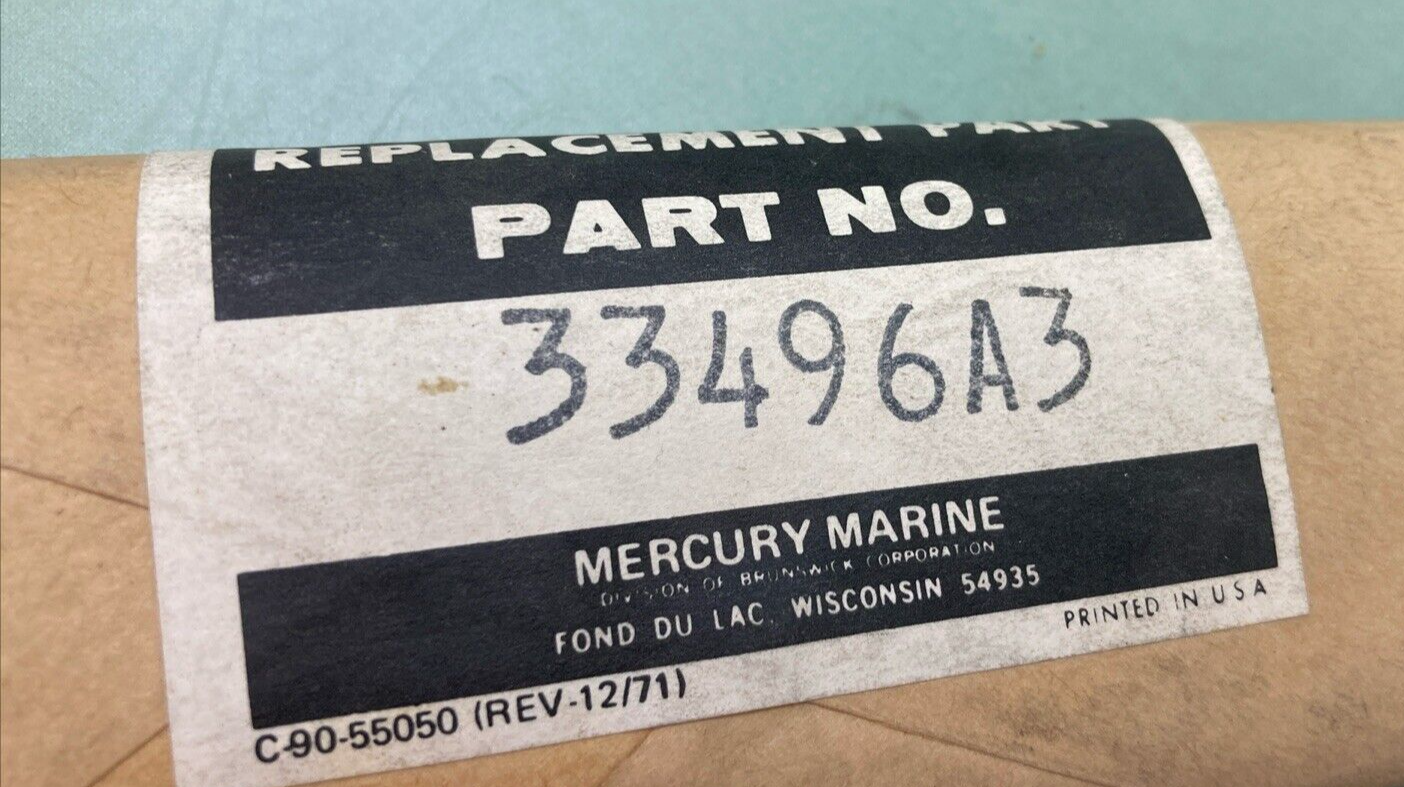 REPLACEMENT PART
PART NO.
33496A3
MERCURY MARINE
DIVISION OF BRUNSWICK CORPORATION
FOND DU LAC, WISCONSIN 54935
PRINTED IN USA
C-90-55050 (REV-12/71)